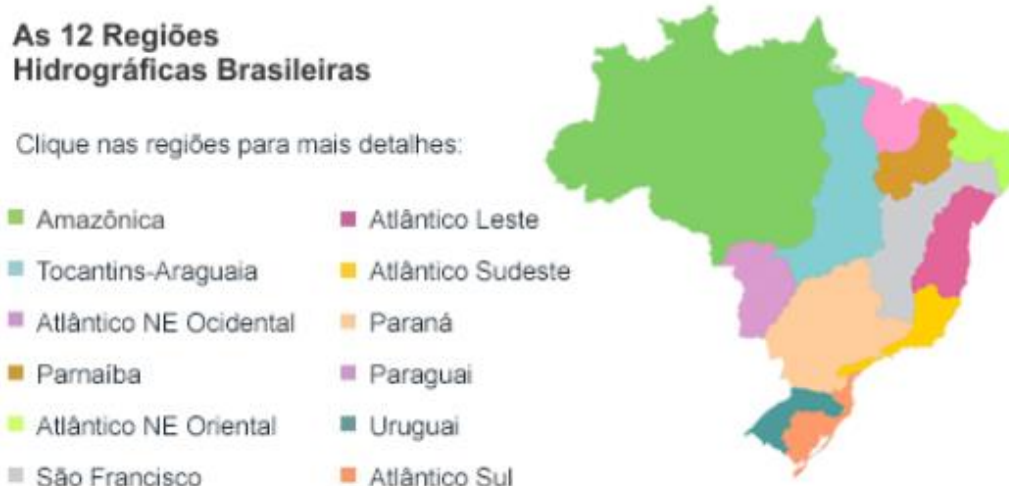 As 12 Regiões
Hidrográficas Brasileiras
Clique nas regiões para mais detalhes:
Amazônica
Tocantins-Araguaia
Atlântico NE Ocidental
Parnaíba
Atlântico NE Oriental
São Francisco
Atlântico Leste
Atlântico Sudeste
Paraná
Paraguai
Uruguai
Atlântico Sul